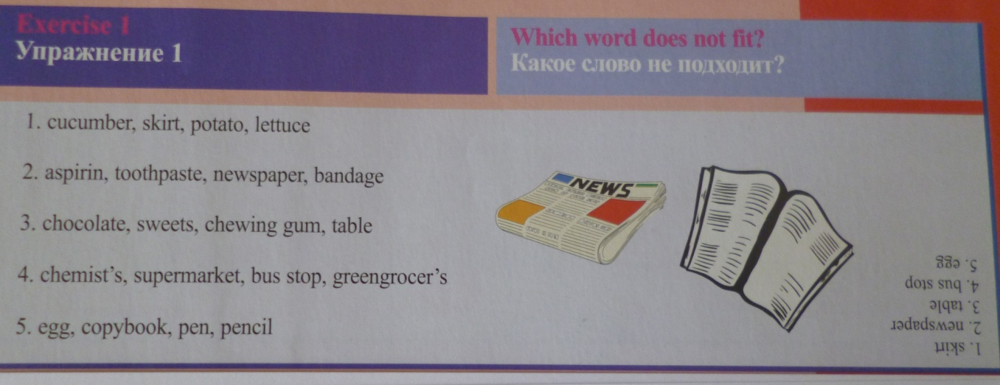 Exercise 1
Упражнение 1
Which word does not fit?
Какое слово не подходит?
1. cucumber, skirt, potato, lettuce
2. aspirin, toothpaste, newspaper, bandage
3. chocolate, sweets, chewing gum, table
4. chemist’s, supermarket, bus stop, greengrocer’s
5. egg, copybook, pen, pencil
NEWS
1. skirt
2. newspaper
3. table
4. bus stop
5. egg